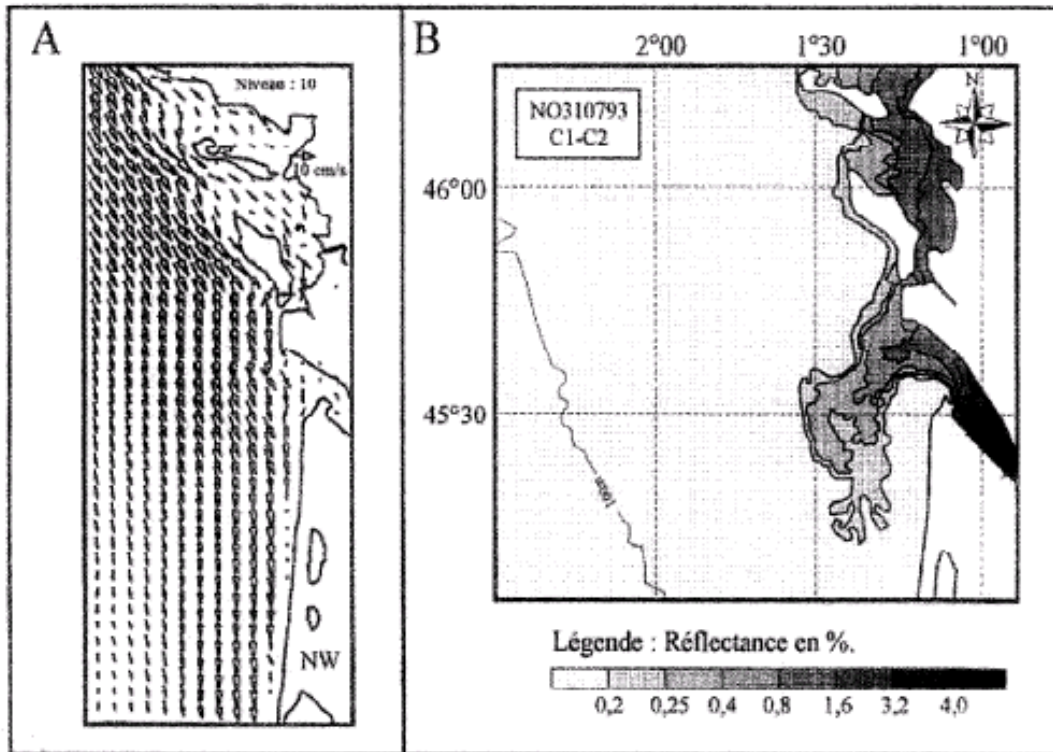 A
Niveau : 10
10 cm/s
NW
B
2°00 1°30 1°00
N
NO310793
C1-C2
46°00
45°30
100m
Légende : Réflectance en %.
0,2 0,25 0,4 0,8 1,6 3,2 4,0